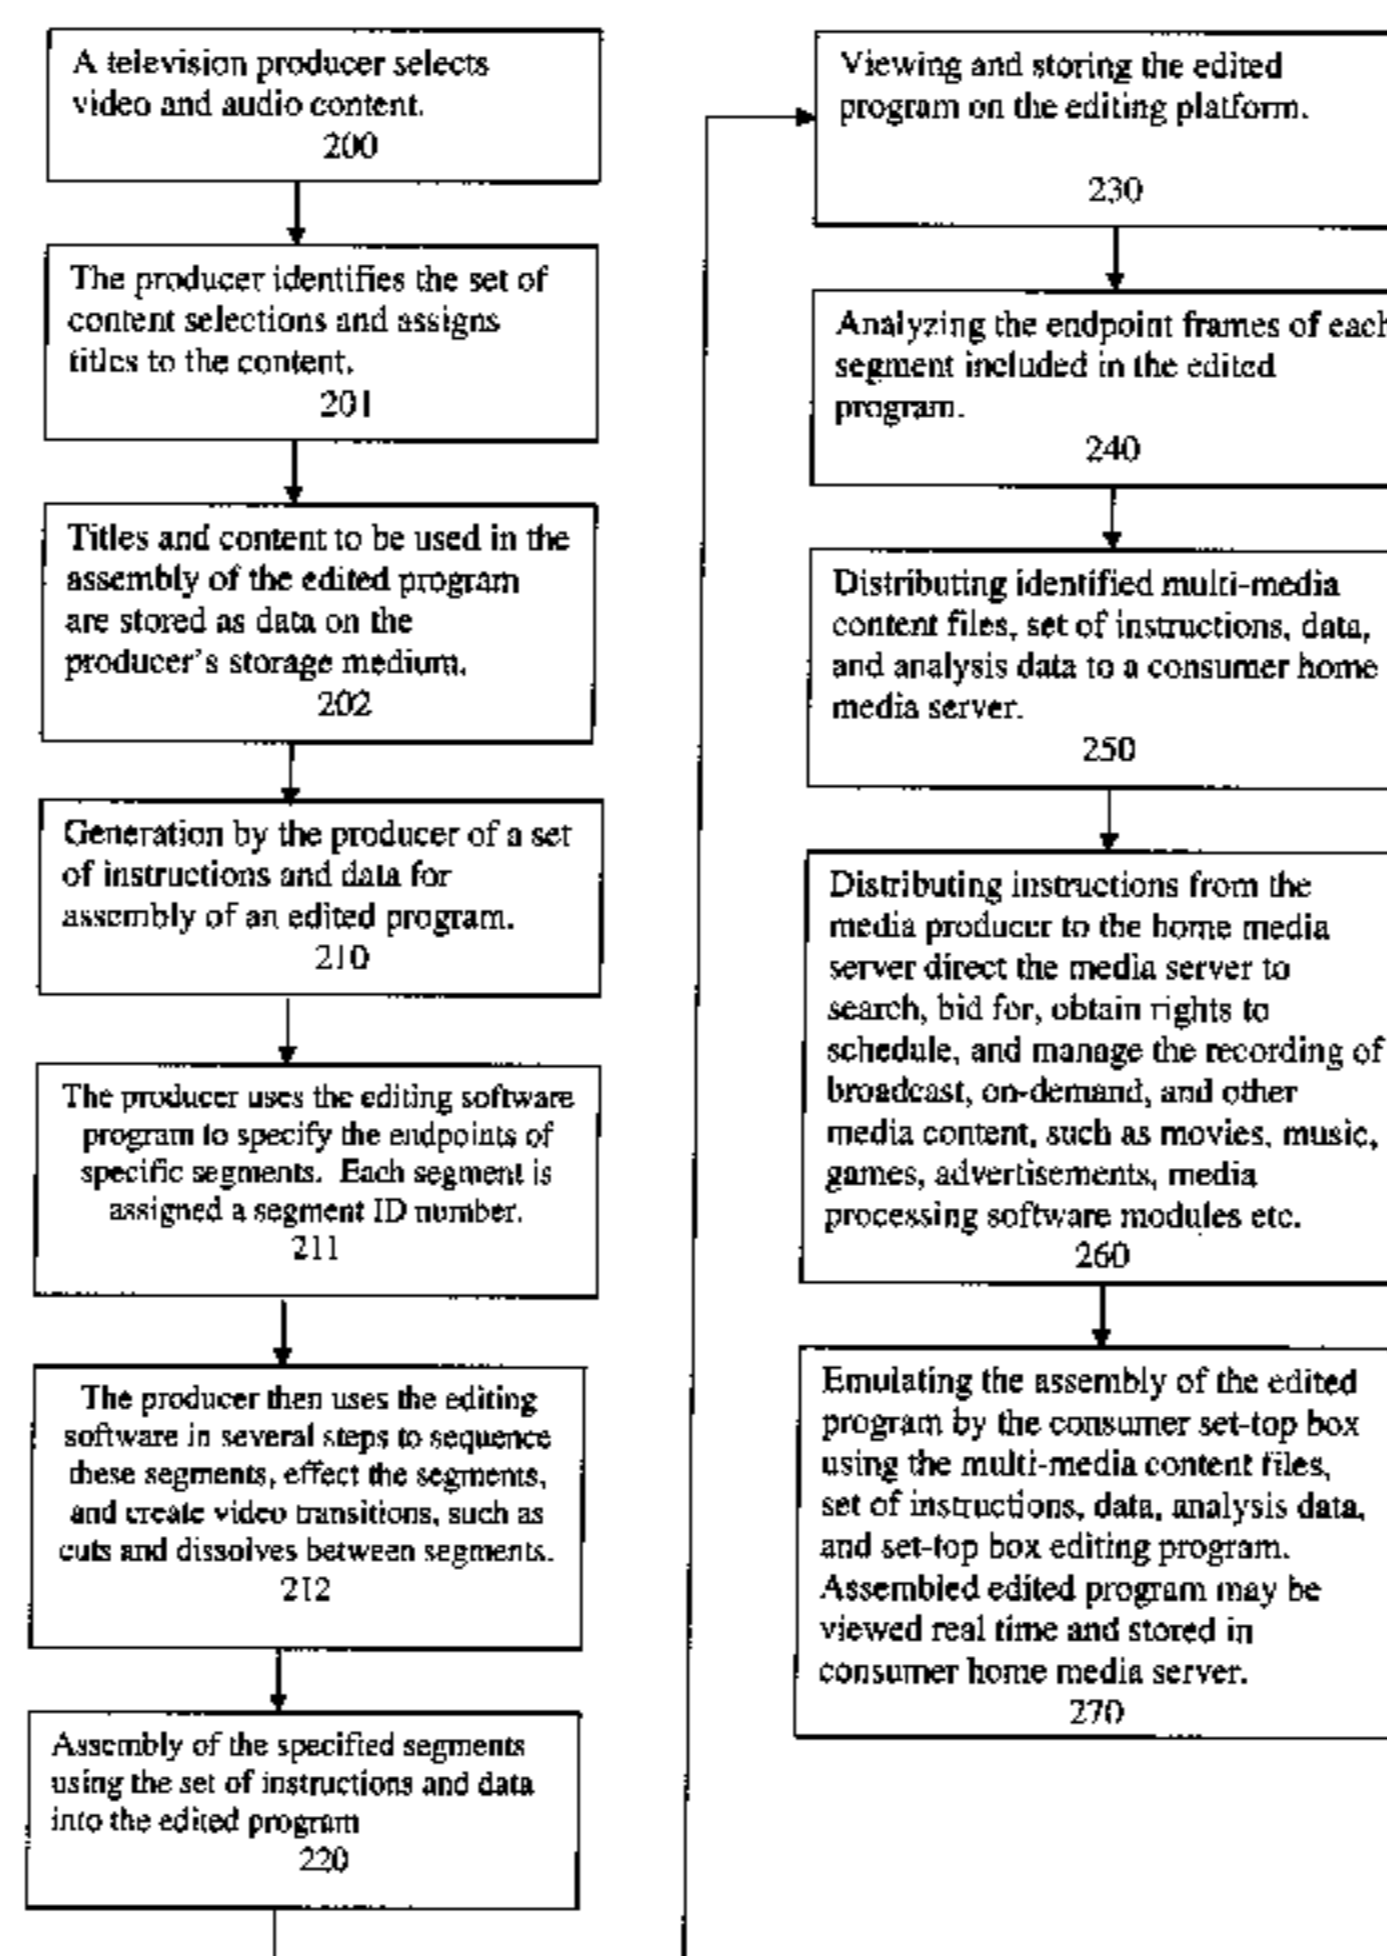 A television producer selects
video and audio content.
200
The producer identifies the set of
content selections and assigns
titles to the content.
201
Titles and content to be used in the
assembly of the edited program
are stored as data on the
producer's storage medium.
202
Generation by the producer of a set
of instructions and data for
assembly of an edited program.
210
The producer uses the editing software
program to specify the endpoints of
specific segments. Each segment is
assigned a segment ID number.
211
The producer then uses the editing
software in several steps to sequence
these segments, effect the segments,
and create video transitions, such as
cuts and dissolves between segments.
212
Assembly of the specified segments
using the set of instructions and data
into the edited program
220
Viewing and storing the edited
program on the editing platform.
230
Analyzing the endpoint frames of each
segment included in the edited
program.
240
Distributing identified multi-media
content files, set of instructions, data,
and analysis data to a consumer home
media server.
250
Distributing instructions from the
media producer to the home media
server direct the media server to
search, bid for, obtain rights to
schedule, and manage the recording of
broadcast, on-demand, and other
media content, such as movies, music,
games, advertisements, media
processing software modules etc.
260
Emulating the assembly of the edited
program by the consumer set-top box
using the multi-media content files,
set of instructions, data, analysis data,
and set-top box editing program.
Assembled edited program may be
viewed real time and stored in
consumer home media server.
270